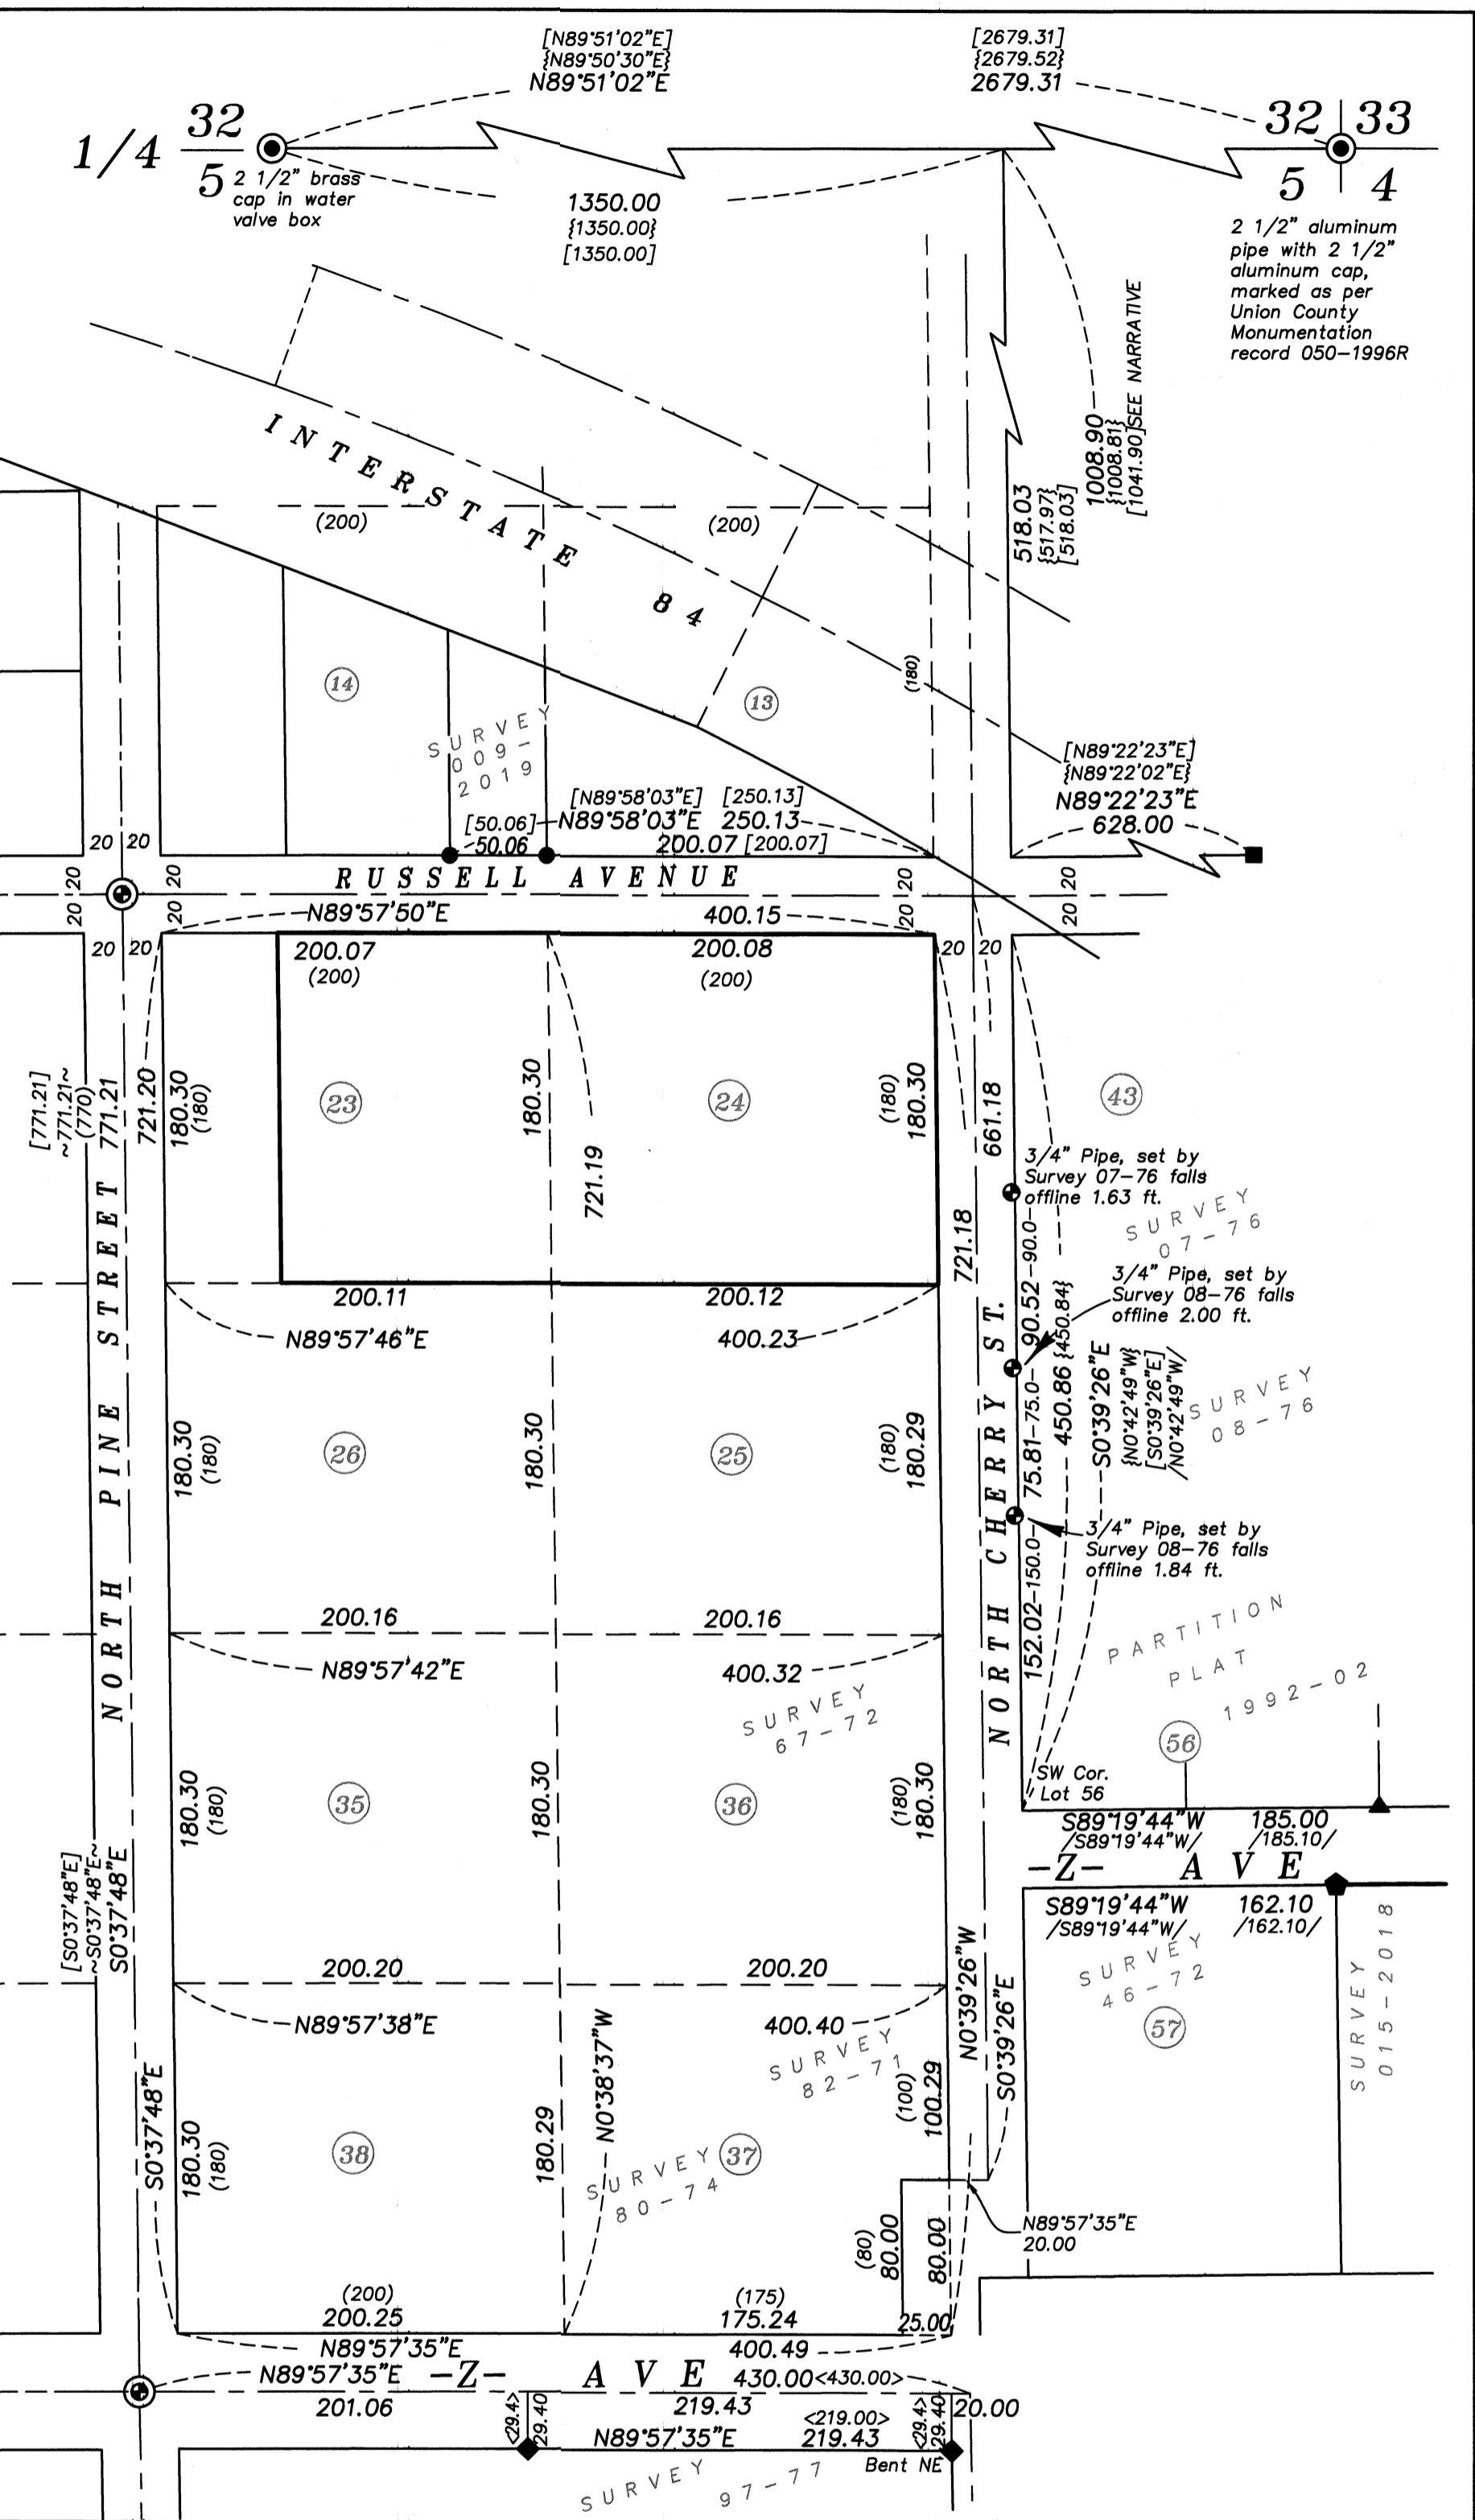 [N89°51'02"E]
{N89°50'30"E}
N89°51'02"E
[2679.31]
{2679.52}
2679.31
1/4
32
5
2 1/2" brass
cap in water
valve box
1350.00
{1350.00}
[1350.00]
32 33
5 4
2 1/2" aluminum
pipe with 2 1/2"
aluminum cap,
marked as per
Union County
Monumentation
record 050-1996R
INTERSTATE 84
(200)
(200)
(180)
518.03
{517.97}
[518.03]
1008.90
{1008.81}
[1041.90]SEE NARRATIVE
14
13
SURVEY
009-
2019
[N89°22'23"E]
{N89°22'02"E}
N89°22'23"E
628.00
[N89°58'03"E] [250.13]
[50.06] N89°58'03"E 250.13
50.06
200.07 [200.07]
20 20
20
20
20
20
RUSSELL AVENUE
20
20
20
20
N89°57'50"E
400.15
20 20
200.07
(200)
200.08
(200)
20 20
[771.21]
~771.21~
(770)
771.21
721.20
180.30
(180)
23
180.30
721.19
24
(180)
180.30
661.18
721.18
43
3/4" Pipe, set by
Survey 07-76 falls
offline 1.63 ft.
SURVEY
07-76
3/4" Pipe, set by
Survey 08-76 falls
offline 2.00 ft.
90.52-90.0
450.86 {450.84}
75.81-75.0
S0°39'26"E
{N0°42'49"W}
[S0°39'26"E]
/N0°42'49"W/
SURVEY
08-76
3/4" Pipe, set by
Survey 08-76 falls
offline 1.84 ft.
152.02-150.0
NORTH PINE STREET
NORTH CHERRY ST.
200.11
200.12
N89°57'46"E
400.23
180.30
(180)
26
180.30
25
(180)
180.29
200.16
200.16
N89°57'42"E
400.32
SURVEY
67-72
PARTITION
PLAT
1992-02
56
SW Cor.
Lot 56
180.30
(180)
35
180.30
36
(180)
180.30
S89°19'44"W 185.00
/S89°19'44"W/ /185.10/
-Z- AVE
S89°19'44"W 162.10
/S89°19'44"W/ /162.10/
SURVEY
46-72
57
SURVEY
015-2018
[S0°37'48"E]
~S0°37'48"E~
S0°37'48"E
200.20
200.20
N89°57'38"E
400.40
SURVEY
82-71
N0°39'26"W
S0°39'26"E
S0°37'48"E
180.30
(180)
38
180.29
N0°38'37"W
SURVEY
80-74
37
(100)
100.29
(80)
80.00
80.00
N89°57'35"E
20.00
(200)
200.25
(175)
175.24
25.00
N89°57'35"E
400.49
N89°57'35"E
-Z- AVE
430.00<430.00>
201.06
219.43
20.00
<29.4>
29.40
<219.00>
N89°57'35"E 219.43
<29.4>
29.40
Bent NE
SURVEY
97-77